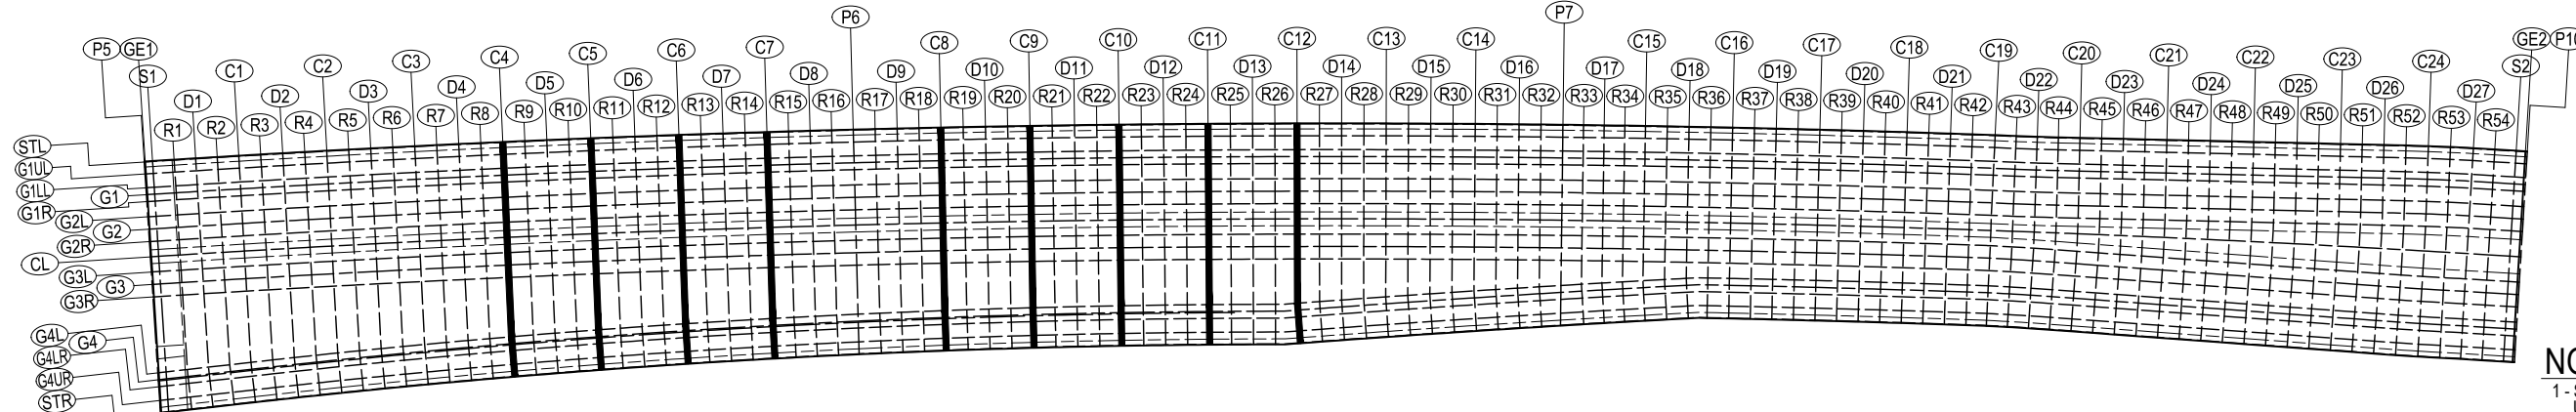 P5 GE1 P6 P7 GE2 P10
S1 C1 C2 C3 C4 C5 C6 C7 C8 C9 C10 C11 C12 C13 C14 C15 C16 C17 C18 C19 C20 C21 C22 C23 C24 S2
D1 D2 D3 D4 D5 D6 D7 D8 D9 D10 D11 D12 D13 D14 D15 D16 D17 D18 D19 D20 D21 D22 D23 D24 D25 D26 D27
R1 R2 R3 R4 R5 R6 R7 R8 R9 R10 R11 R12 R13 R14 R15 R16 R17 R18 R19 R20 R21 R22 R23 R24 R25 R26 R27 R28 R29 R30 R31 R32 R33 R34 R35 R36 R37 R38 R39 R40 R41 R42 R43 R44 R45 R46 R47 R48 R49 R50 R51 R52 R53 R54
STL
G1UL
G1LL
G1
G1R
G2L
G2
G2R
CL
G3L
G3
G3R
G4L
G4
G4LR
G4UR
STR
1 -